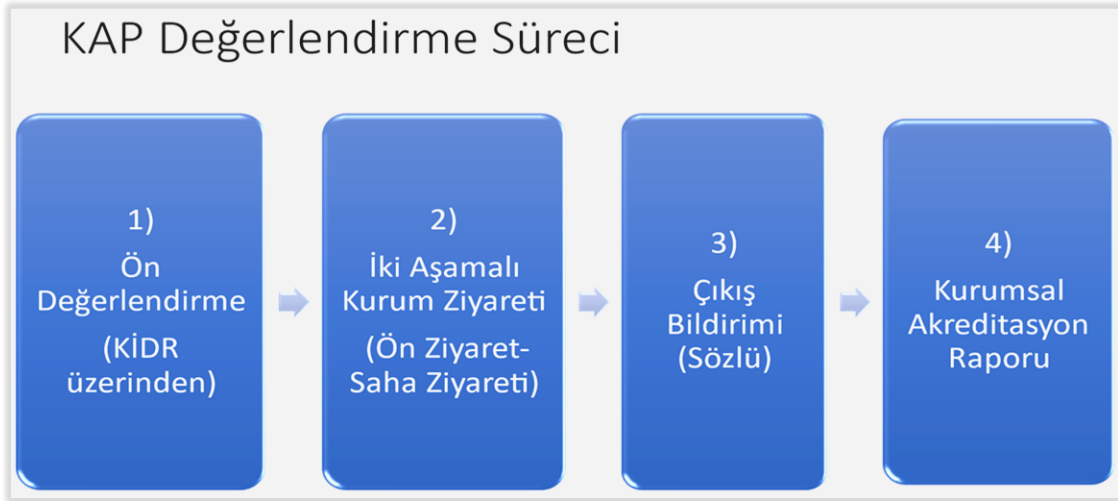 KAP Değerlendirme Süreci
1)
Ön
Değerlendirme
(KİDR
üzerinden)
2)
İki Aşamalı
Kurum Ziyareti
(Ön Ziyaret-
Saha Ziyareti)
3)
Çıkış
Bildirimi
(Sözlü)
4)
Kurumsal
Akreditasyon
Raporu